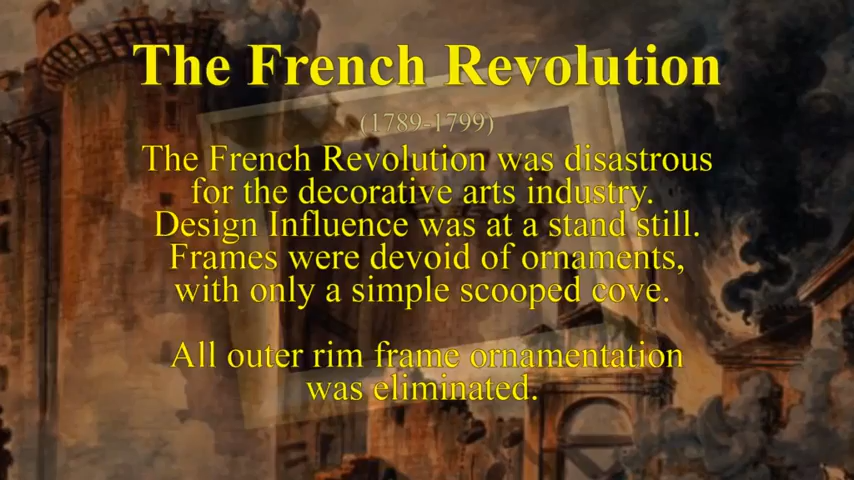 The French Revolution
(1789-1799)
The French Revolution was disastrous
for the decorative arts industry.
Design Influence was at a stand still.
Frames were devoid of ornaments,
with only a simple scooped cove.
All outer rim frame ornamentation
was eliminated.